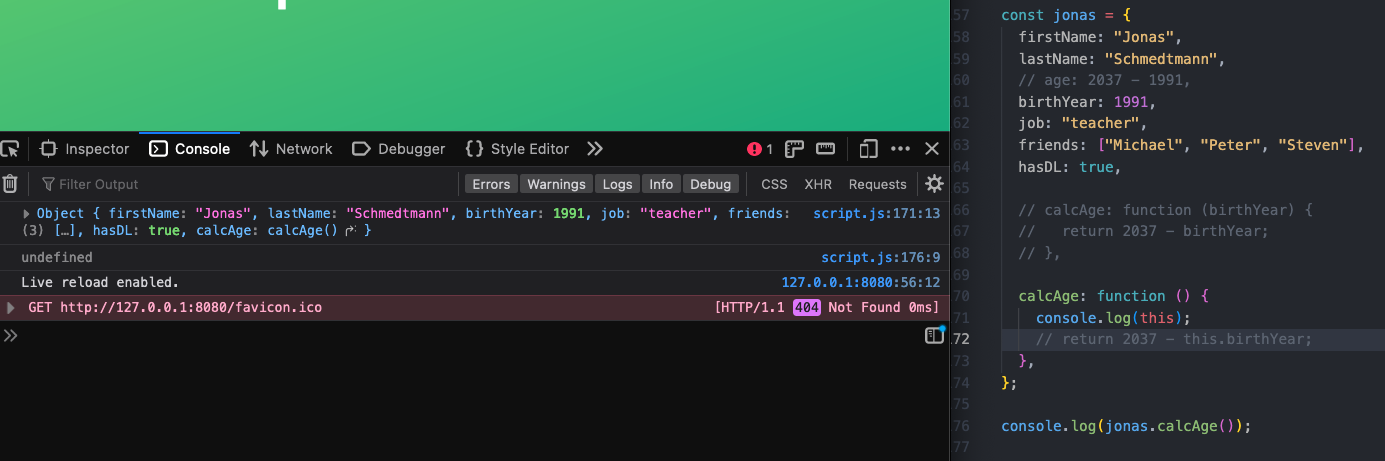 Inspector Console Network Debugger Style Editor 1
Filter Output Errors Warnings Logs Info Debug CSS XHR Requests
Object { firstName: "Jonas", lastName: "Schmedtmann", birthYear: 1991, job: "teacher", friends: script.js:171:13
(3) […], hasDL: true, calcAge: calcAge() }
undefined script.js:176:9
Live reload enabled. 127.0.0.1:8080:56:12
GET http://127.0.0.1:8080/favicon.ico [HTTP/1.1 404 Not Found 0ms]
57 const jonas = {
58 firstName: "Jonas",
59 lastName: "Schmedtmann",
60 // age: 2037 - 1991,
61 birthYear: 1991,
62 job: "teacher",
63 friends: ["Michael", "Peter", "Steven"],
64 hasDL: true,
65
66 // calcAge: function (birthYear) {
67 //   return 2037 - birthYear;
68 // },
69
70 calcAge: function () {
71 console.log(this);
72 // return 2037 - this.birthYear;
73 },
74 };
75
76 console.log(jonas.calcAge());
77